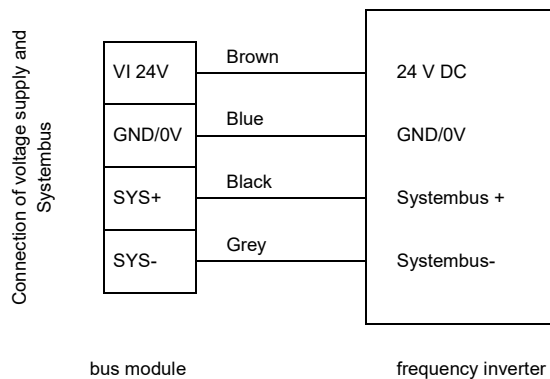 Connection of voltage supply and
Systembus
VI 24V
Brown
24 V DC
GND/0V
Blue
GND/0V
SYS+
Black
Systembus +
SYS-
Grey
Systembus-
bus module
frequency inverter